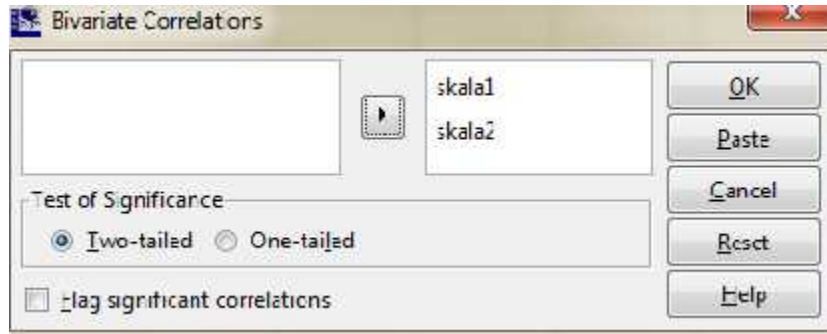 Bivariate Correlations
skala1
skala2
OK
Paste
Cancel
Reset
Help
Test of Significance
Two-tailed
One-tailed
Flag significant correlations